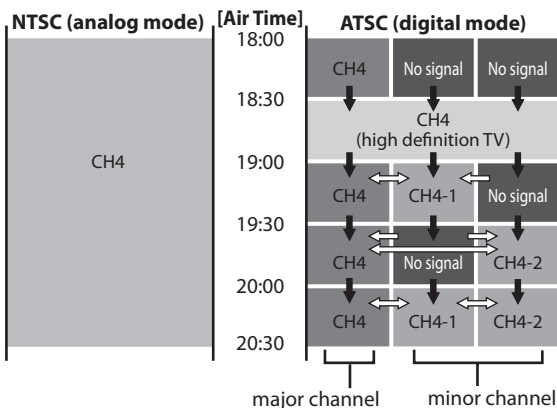 NTSC (analog mode) [Air Time] ATSC (digital mode)
18:00
CH4 No signal No signal
18:30
CH4
(high definition TV)
CH4
19:00
CH4 CH4-1 No signal
19:30
CH4 No signal CH4-2
20:00
CH4 CH4-1 CH4-2
20:30
major channel minor channel